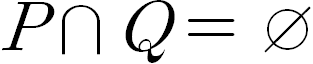 P∩ Q = ∅